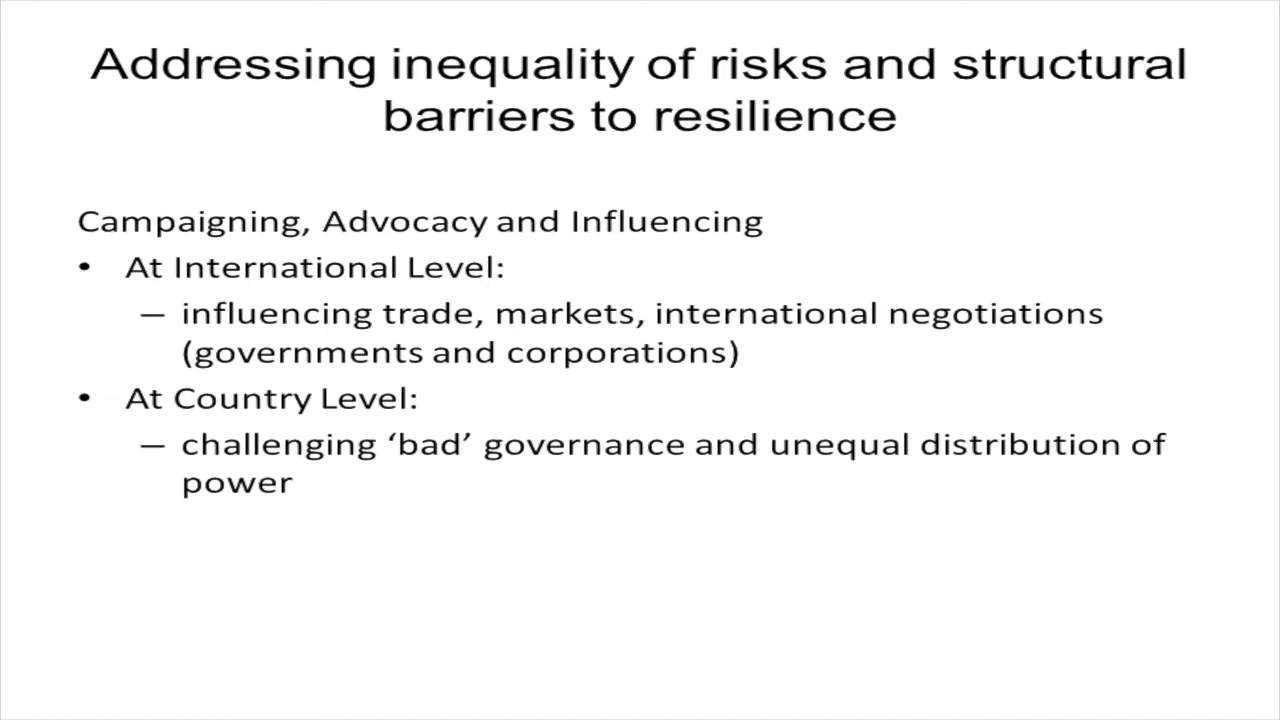 Addressing inequality of risks and structural
barriers to resilience
Campaigning, Advocacy and Influencing
• At International Level:
— influencing trade, markets, international negotiations
(governments and corporations)
• At Country Level:
— challenging ‘bad’ governance and unequal distribution of
power